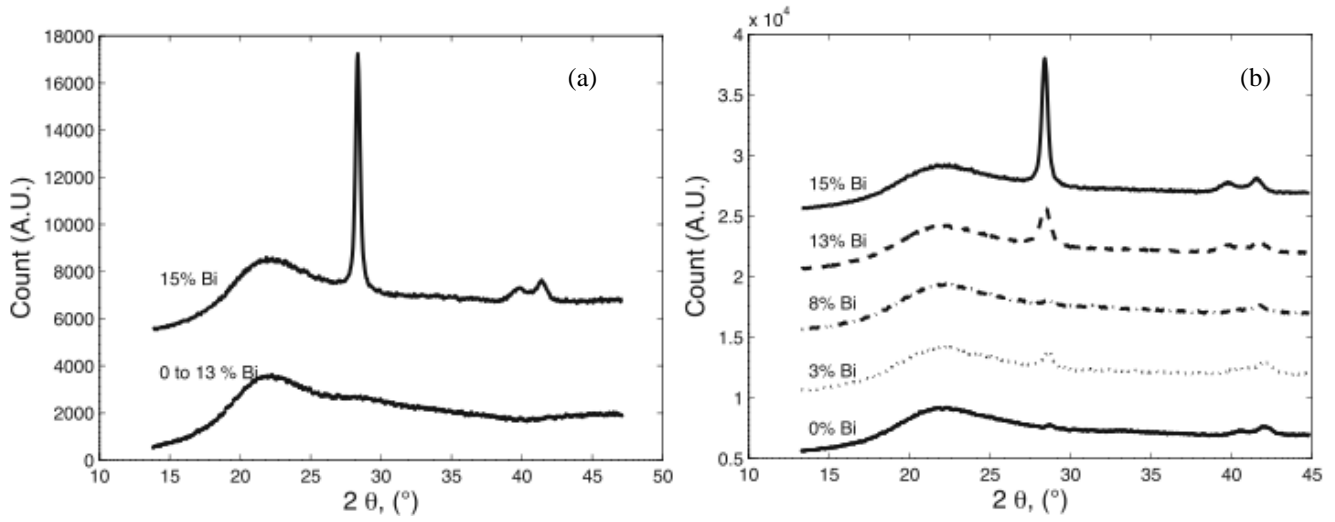 (a)
18000
16000
14000
12000
10000
8000
6000
4000
2000
0
Count (A.U.)
15% Bi
0 to 13 % Bi
10 15 20 25 30 35 40 45 50
2 θ, (°)
x 10⁴
(b)
4
3.5
3
2.5
2
1.5
1
0.5
Count (A.U.)
15% Bi
13% Bi
8% Bi
3% Bi
0% Bi
10 15 20 25 30 35 40 45
2 θ, (°)